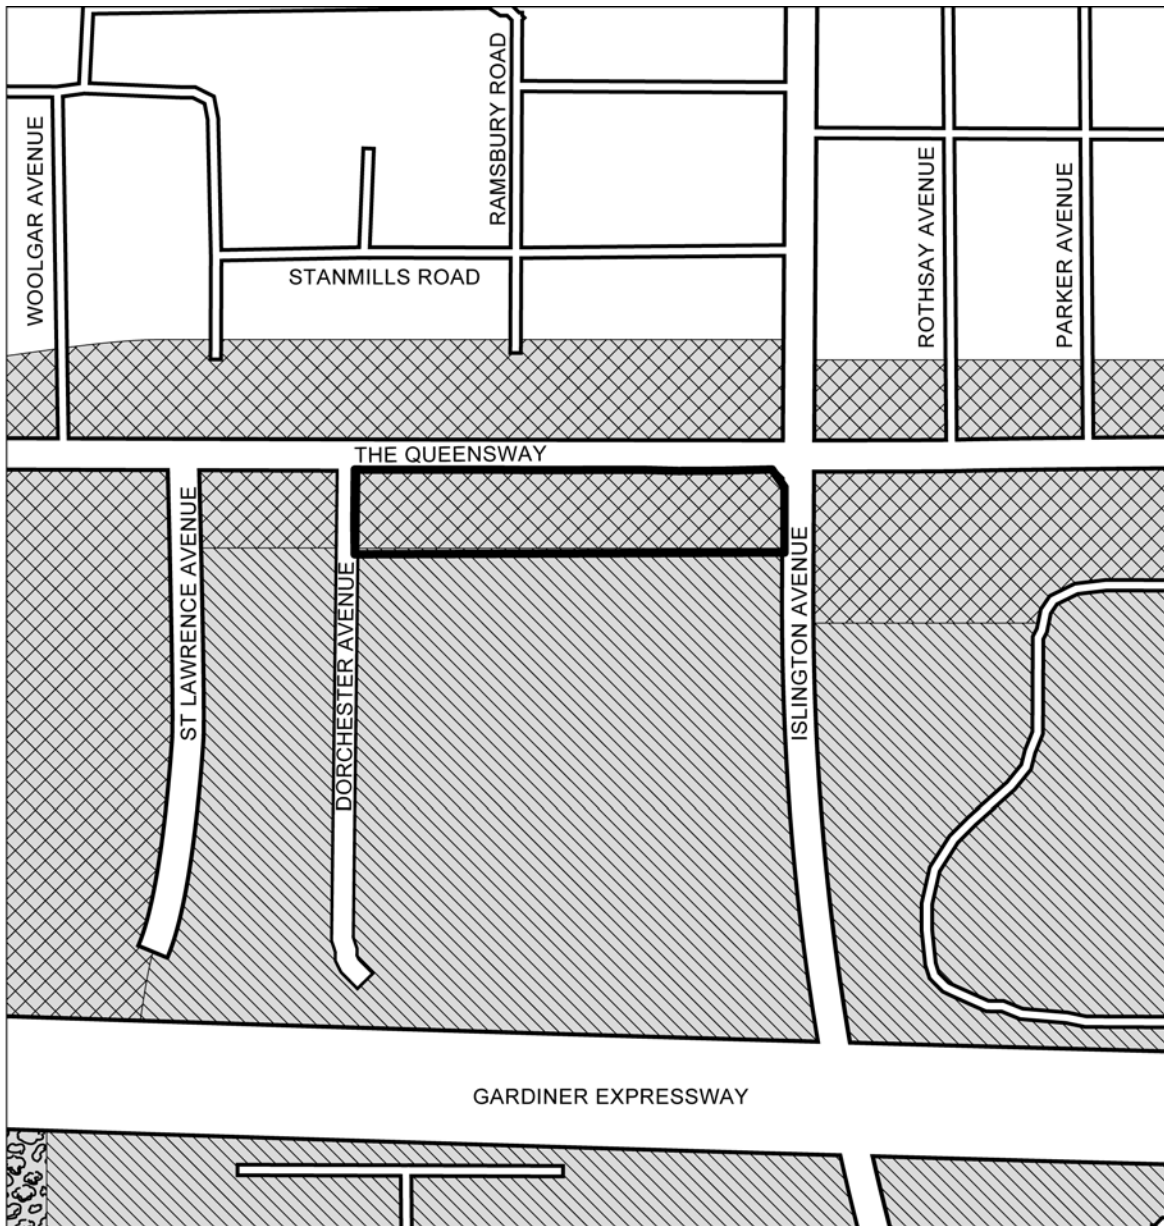 RAMSBURY ROAD
WOOLGAR AVENUE
ROTHSAY AVENUE
PARKER AVENUE
STANMILLS ROAD
THE QUEENSWAY
ST LAWRENCE AVENUE
DORCHESTER AVENUE
ISLINGTON AVENUE
GARDINER EXPRESSWAY